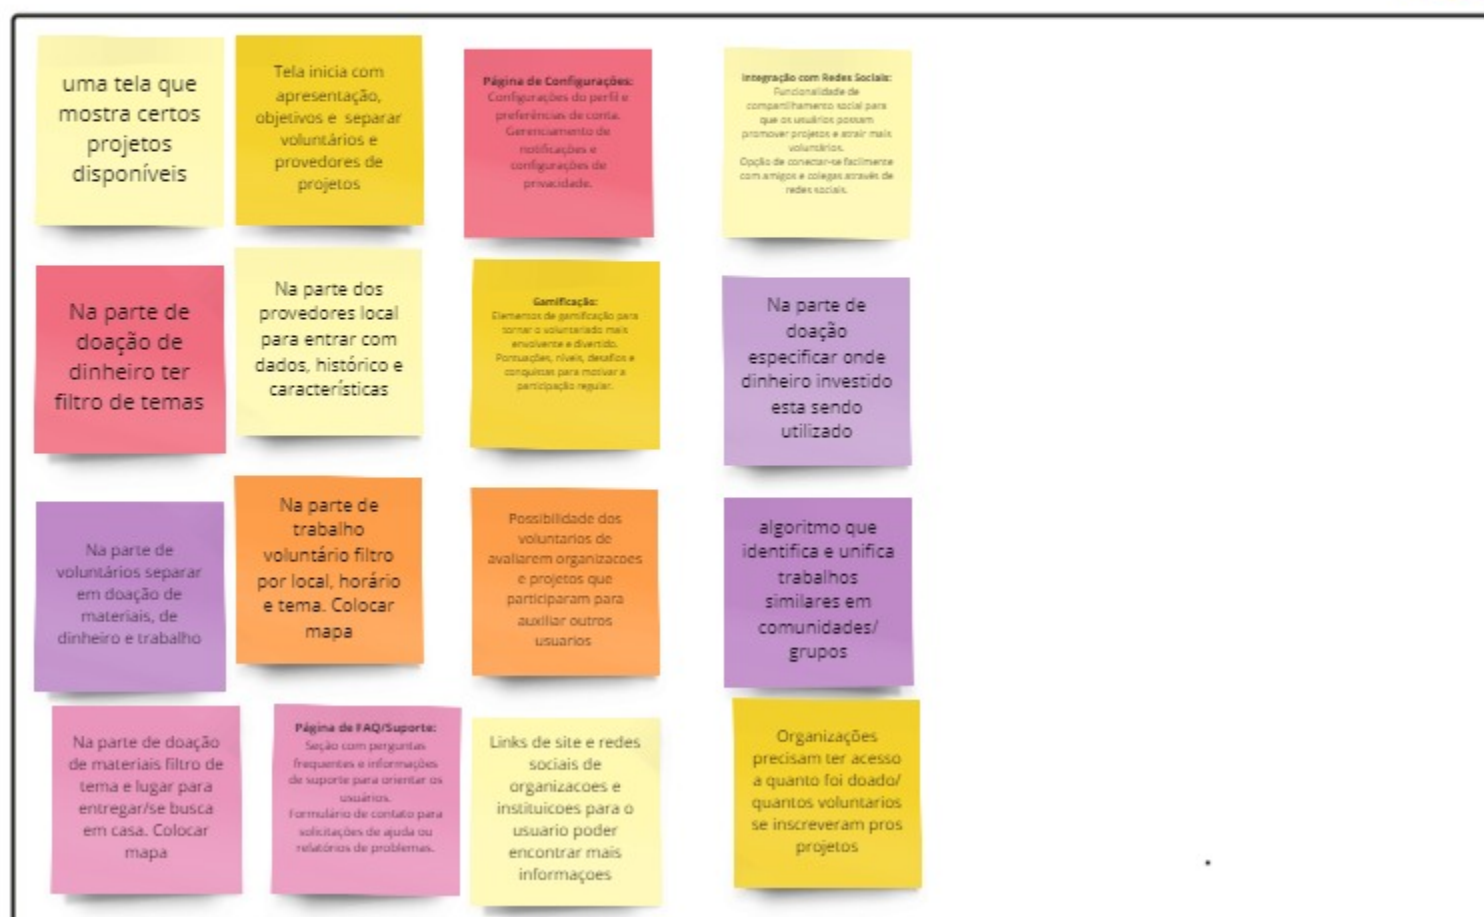 uma tela que
mostra certos
projetos
disponíveis
Tela inicia com
apresentação,
objetivos e separar
voluntários e
provedores de
projetos
Página de Configurações:
Configurações do perfil e
preferências de conta.
Gerenciamento de
notificações e
configurações de
privacidade.
Integração com Redes Sociais:
Funcionalidade de
compartilhamento social para
que os usuários possam
promover projetos e atrair mais
voluntários.
Opção de conectar-se facilmente
com amigos e colegas através de
redes sociais.
Na parte de
doação de
dinheiro ter
filtro de temas
Na parte dos
provedores local
para entrar com
dados, histórico e
características
Gamificação:
Elementos de gamificação para
tornar o voluntariado mais
envolvente e divertido.
Pontuações, níveis, desafios e
conquistas para motivar a
participação regular.
Na parte de
doação
especificar onde
dinheiro investido
esta sendo
utilizado
Na parte de
voluntários separar
em doação de
materiais, de
dinheiro e trabalho
Na parte de
trabalho
voluntário filtro
por local, horário
e tema. Colocar
mapa
Possibilidade dos
voluntarios de
avaliarem organizacoes
e projetos que
participaram para
auxiliar outros
usuarios
algoritmo que
identifica e unifica
trabalhos
similares em
comunidades/
grupos
Na parte de doação
de materiais filtro de
tema e lugar para
entregar/se busca
em casa. Colocar
mapa
Página de FAQ/Suporte:
Seção com perguntas
frequentes e informações
de suporte para orientar os
usuários.
Formulário de contato para
solicitações de ajuda ou
relatórios de problemas.
Links de site e redes
sociais de
organizacoes e
instituicoes para o
usuario poder
encontrar mais
informaçoes
Organizações
precisam ter acesso
a quanto foi doado/
quantos voluntarios
se inscreveram pros
projetos